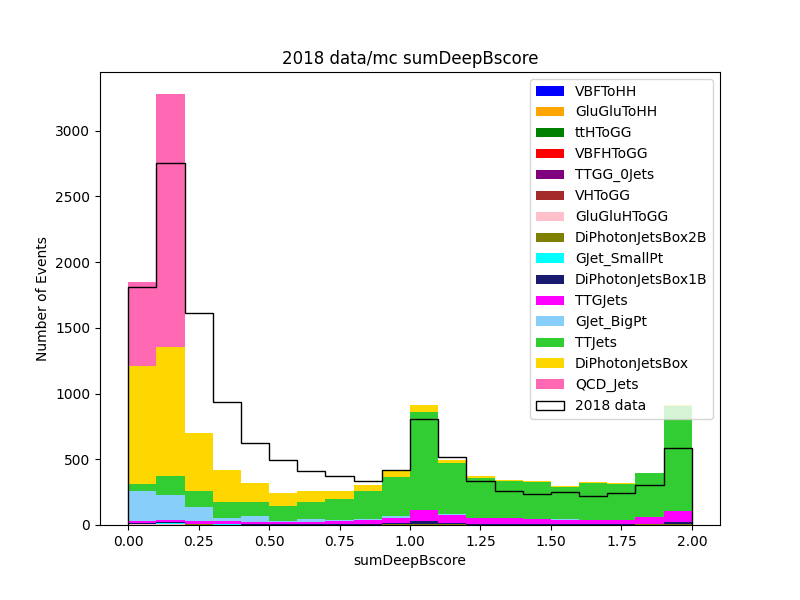 2018 data/mc sumDeepBscore
Number of Events
3000
2500
2000
1500
1000
500
0
0.00 0.25 0.50 0.75 1.00 1.25 1.50 1.75 2.00
sumDeepBscore
VBFToHH
GluGluToHH
ttHToGG
VBFHToGG
TTGG_0Jets
VHToGG
GluGluHToGG
DiPhotonJetsBox2B
GJet_SmallPt
DiPhotonJetsBox1B
TTGJets
GJet_BigPt
TTJets
DiPhotonJetsBox
QCD_Jets
2018 data